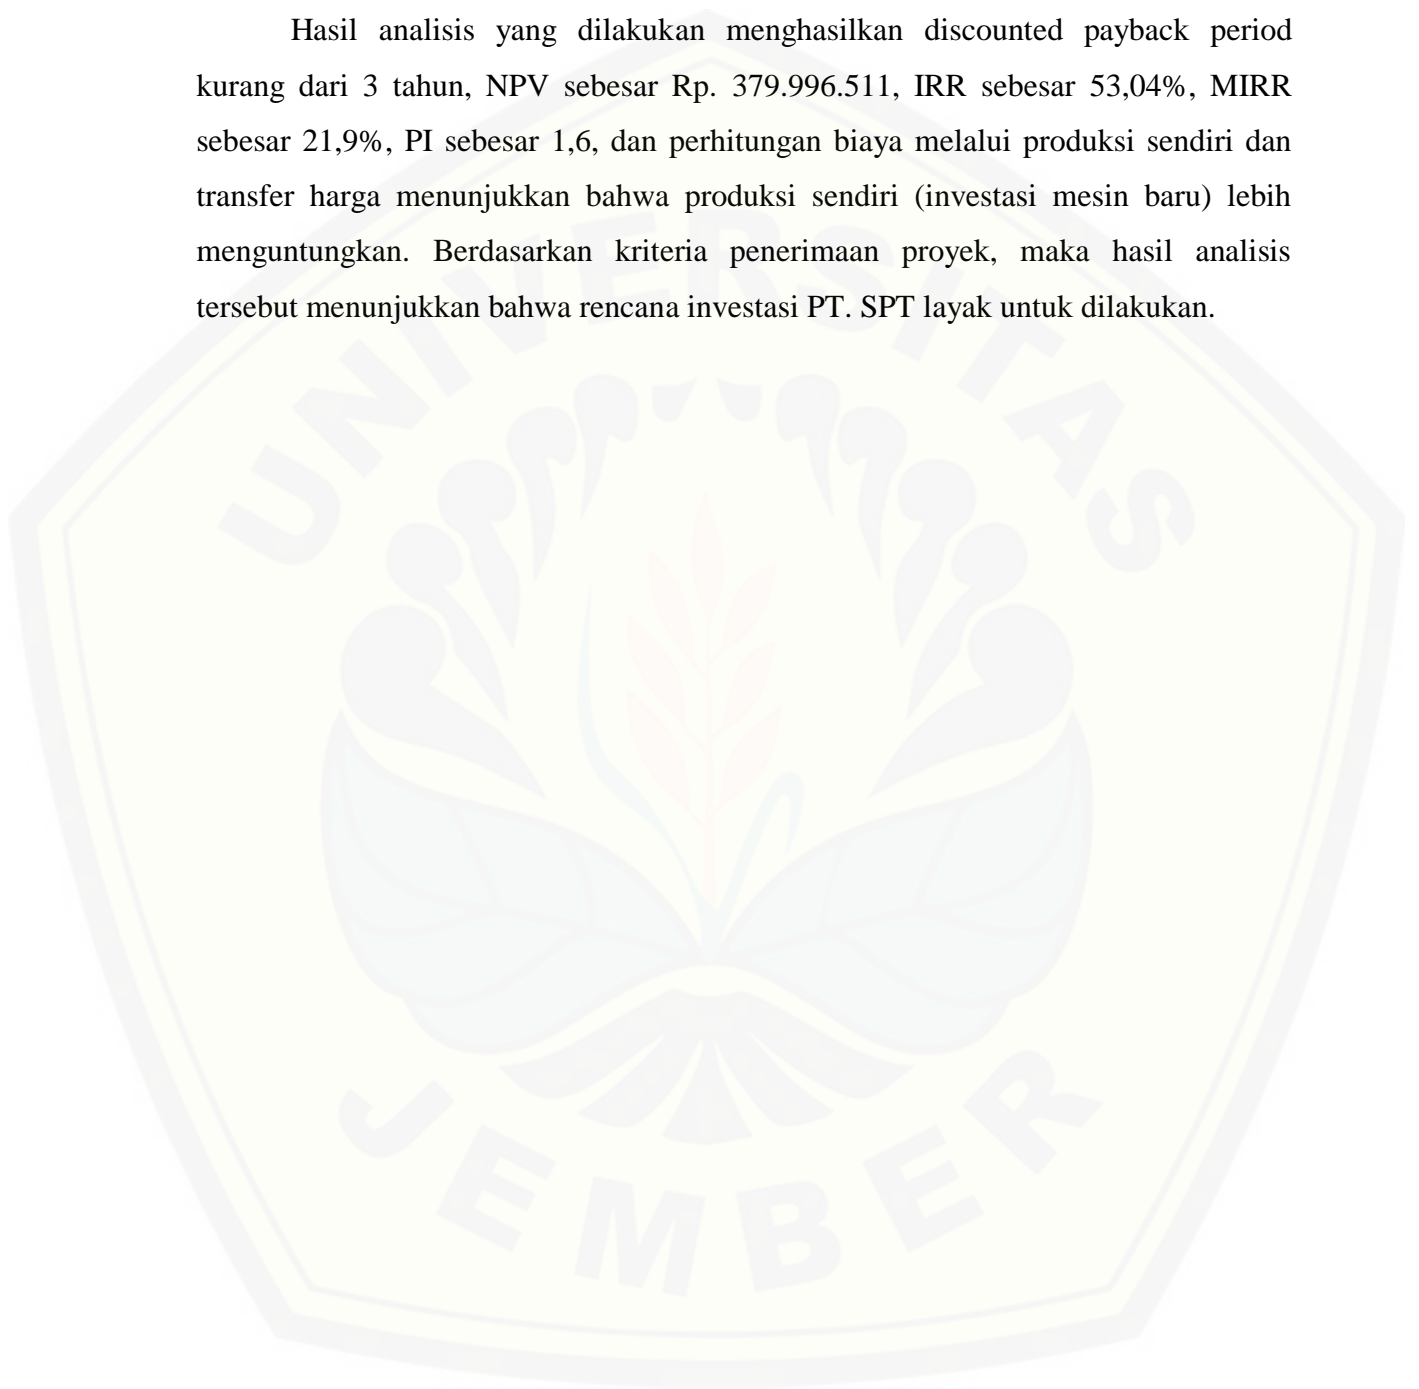 Hasil analisis yang dilakukan menghasilkan discounted payback period
kurang dari 3 tahun, NPV sebesar Rp. 379.996.511, IRR sebesar 53,04%, MIRR
sebesar 21,9%, PI sebesar 1,6, dan perhitungan biaya melalui produksi sendiri dan
transfer harga menunjukkan bahwa produksi sendiri (investasi mesin baru) lebih
menguntungkan. Berdasarkan kriteria penerimaan proyek, maka hasil analisis
tersebut menunjukkan bahwa rencana investasi PT. SPT layak untuk dilakukan.
UNIVERSITAS
JEMBER